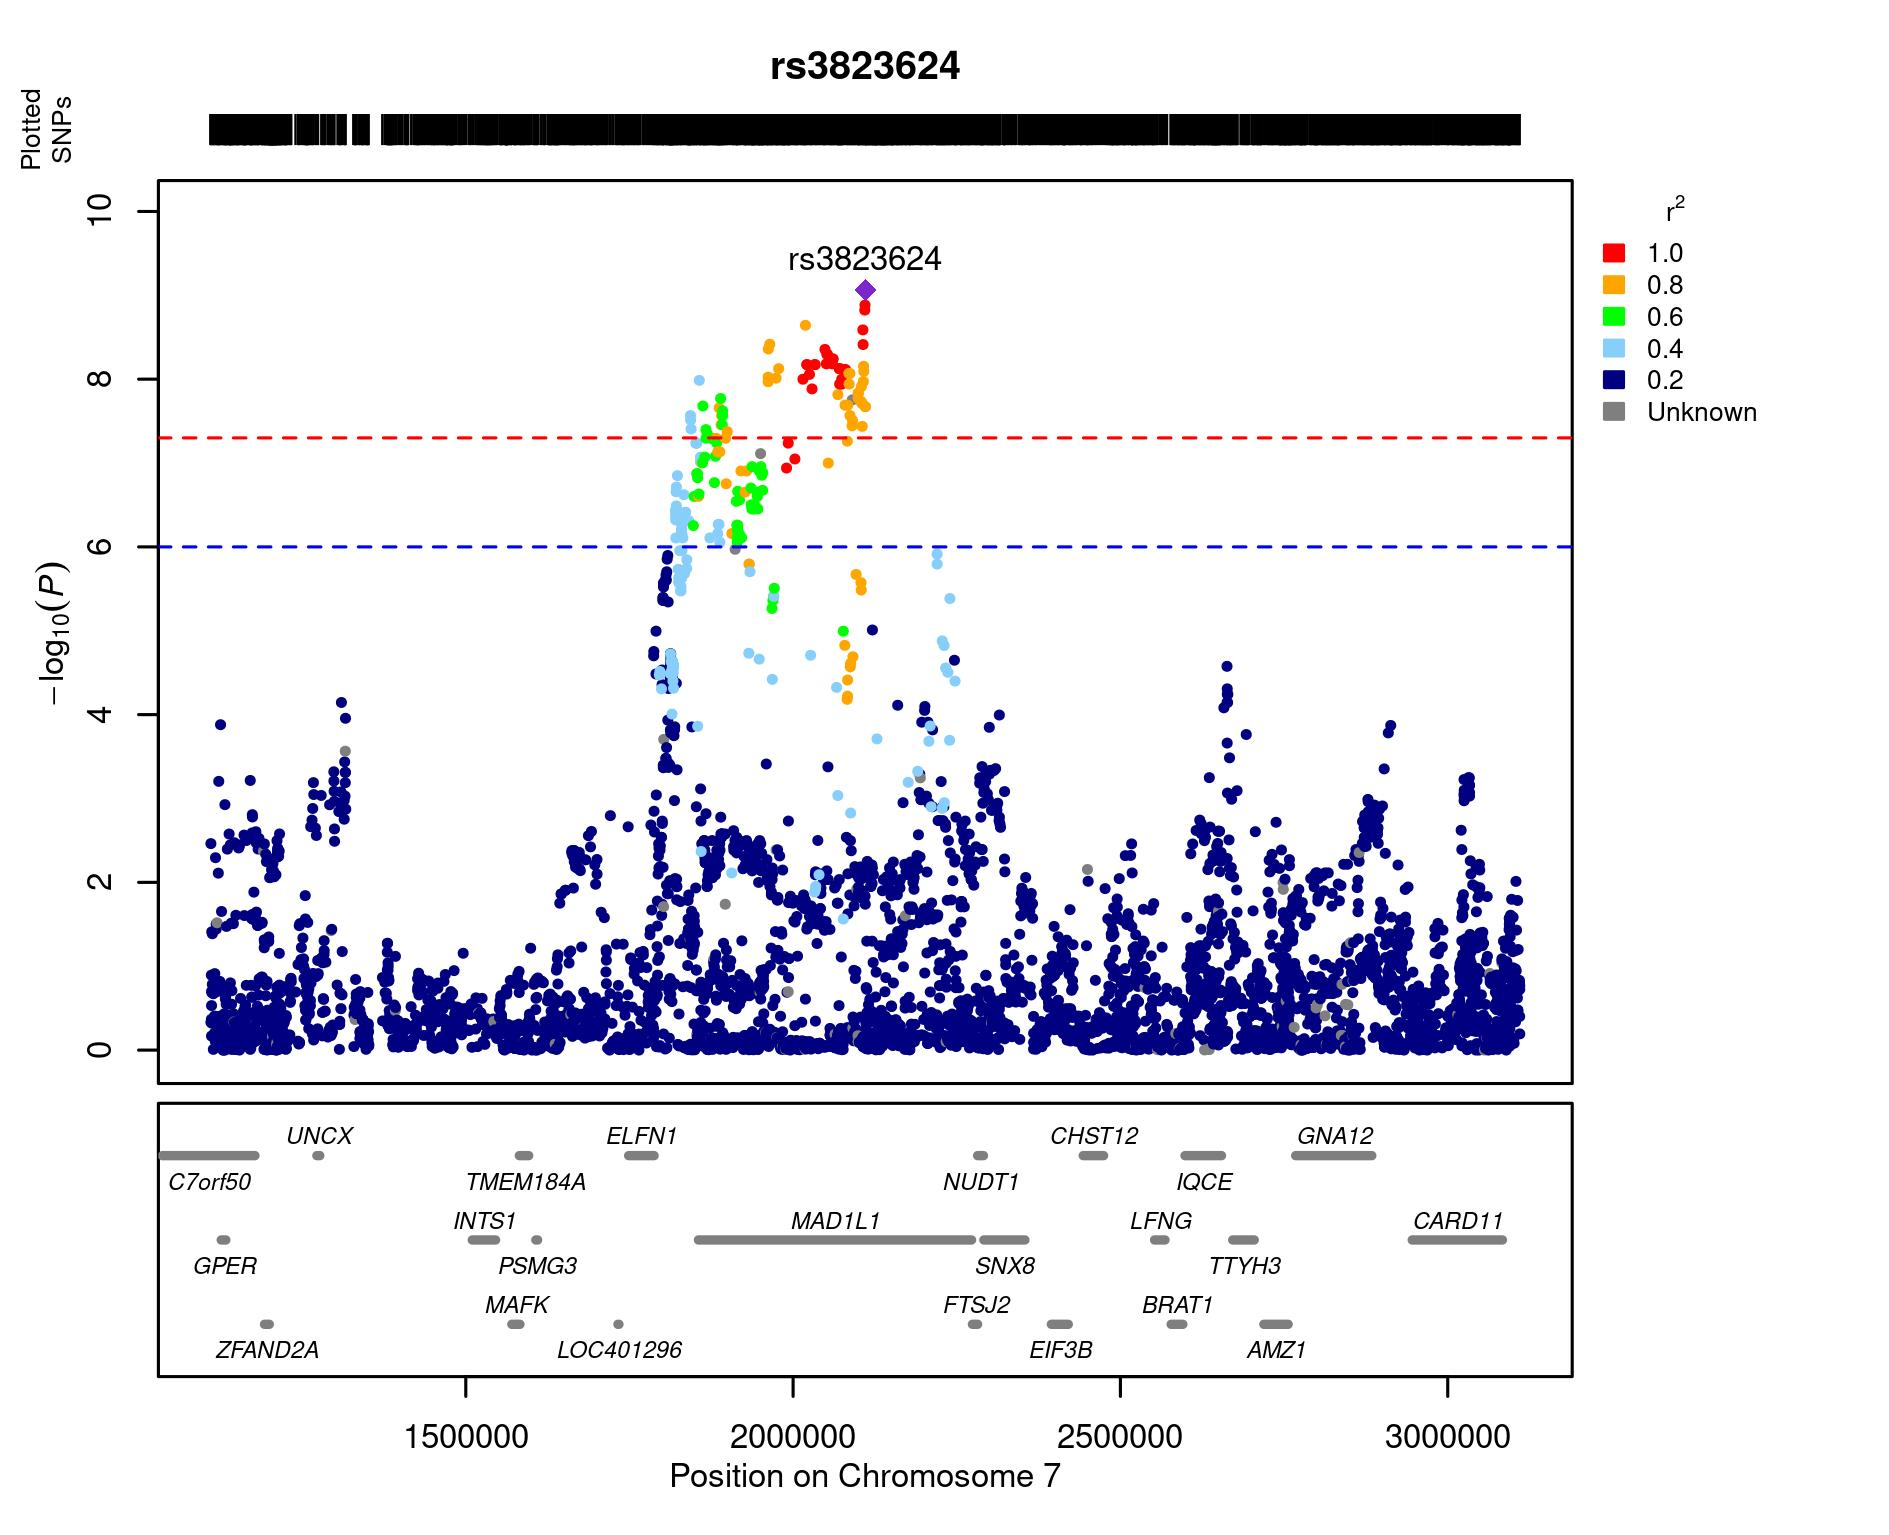 rs3823624
Plotted
SNPs
10
8
6
4
2
0
−log10(P)
rs3823624
r2
1.0
0.8
0.6
0.4
0.2
Unknown
UNCX
ELFN1
CHST12
GNA12
C7orf50
TMEM184A
NUDT1
IQCE
INTS1
MAD1L1
LFNG
CARD11
GPER
PSMG3
SNX8
TTYH3
MAFK
FTSJ2
BRAT1
ZFAND2A
LOC401296
EIF3B
AMZ1
1500000
2000000
2500000
3000000
Position on Chromosome 7